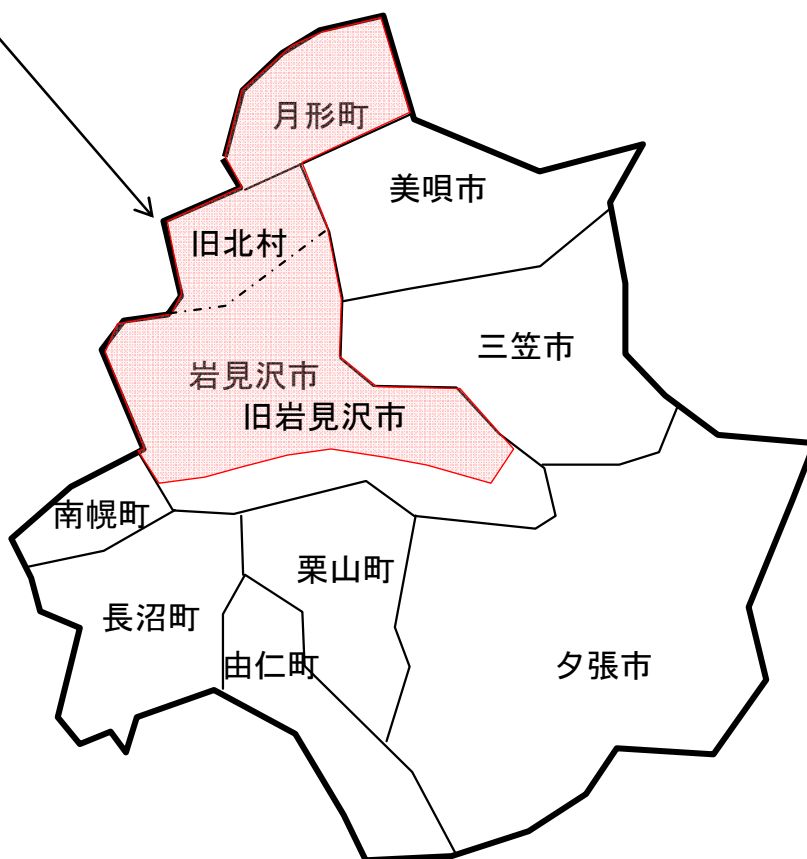 月形町
美唄市
旧北村
三笠市
岩見沢市
旧岩見沢市
南幌町
栗山町
長沼町
由仁町
夕張市